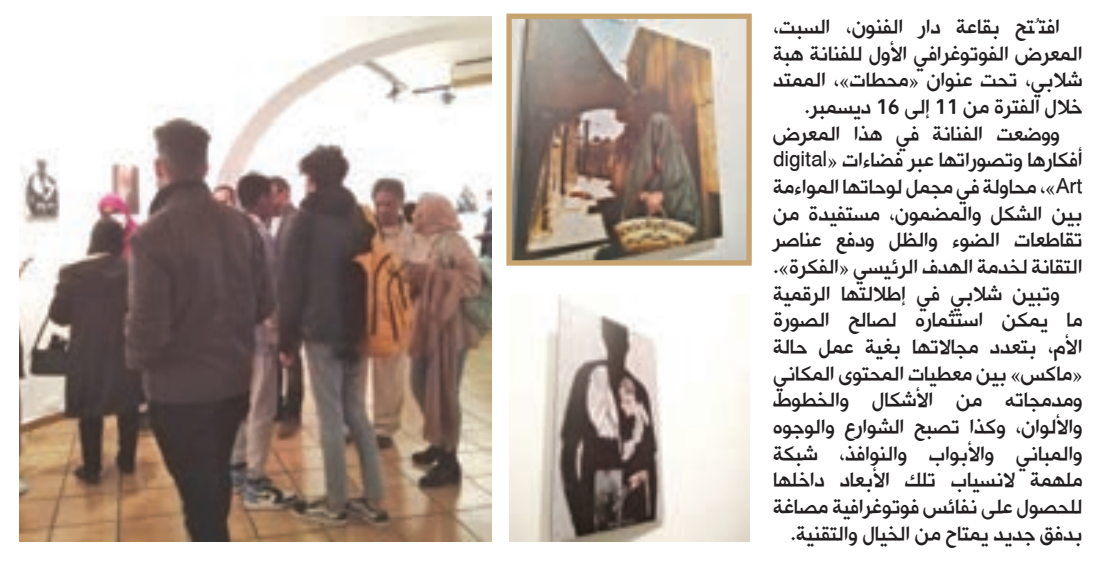 افتُتح بقاعة دار الفنون، السبت،
المعرض الفوتوغرافي الأول للفنانة هبة
شلابي، تحت عنوان «محطات»، الممتد
خلال الفترة من 11 إلى 16 ديسمبر.
ووضعت الفنانة في هذا المعرض
أفكارها وتصوراتها عبر فضاءات «digital
Art»، محاولة في مجمل لوحاتها المواءمة
بين الشكل والمضمون، مستفيدة من
تقاطعات الضوء والظل ودفع عناصر
التقانة لخدمة الهدف الرئيسي «الفكرة».
وتبين شلابي في إطلالتها الرقمية
ما يمكن استثماره لصالح الصورة
الأم، بتعدد مجالاتها بغية عمل حالة
«ماكس» بين معطيات المحتوى المكاني
ومدمجاته من الأشكال والخطوط
والألوان، وكذا تصبح الشوارع والوجوه
والمباني والأبواب والنوافذ، شبكة
ملهمة لانسياب تلك الأبعاد داخلها
للحصول على نفائس فوتوغرافية مصاغة
بدفق جديد يمتاح من الخيال والتقنية.